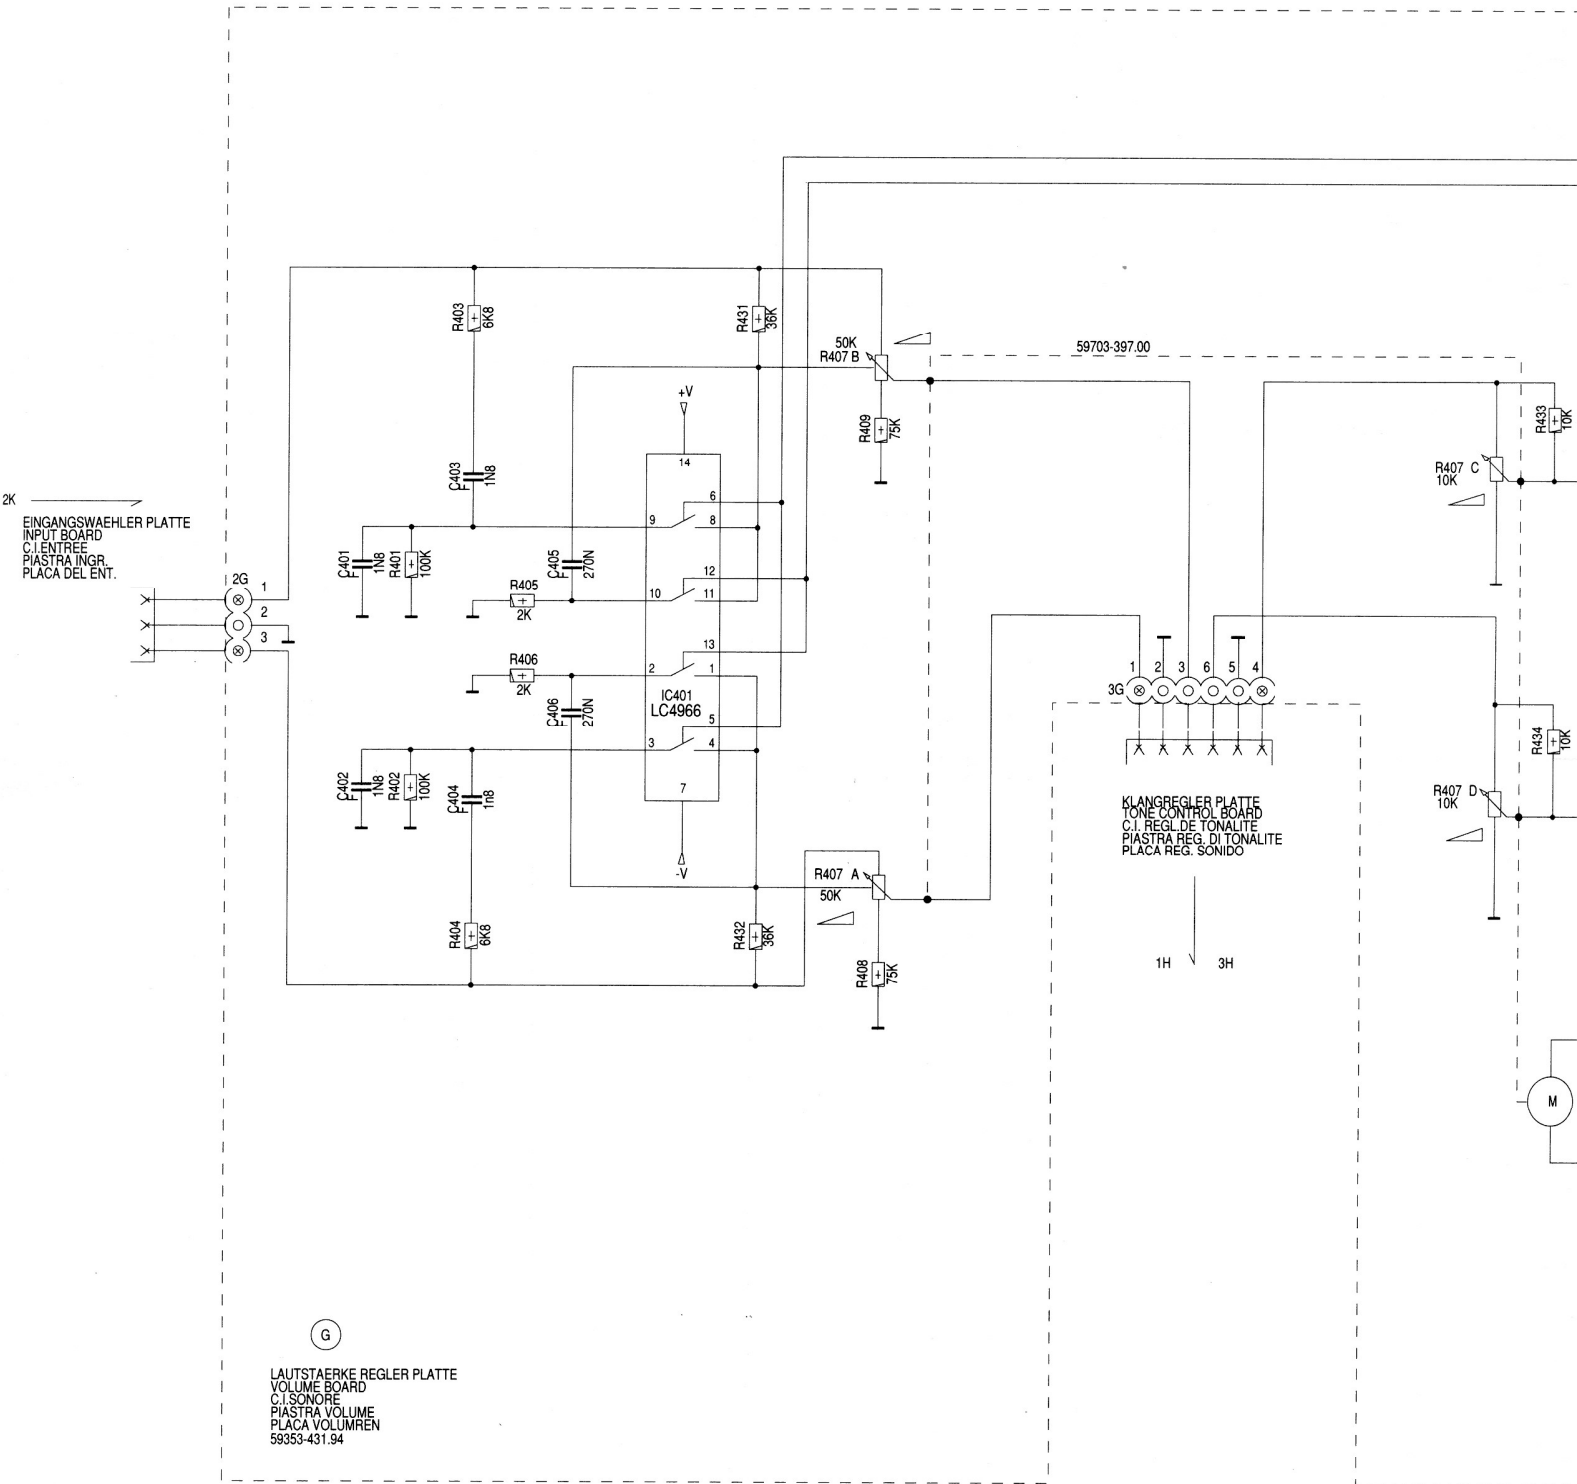 59703-397.00
R403
6K8
R431
36K
50K
R407 B
+V
R409
75K
R433
10K
R407 C
10K
14
C403
F
1N8
2K
EINGANGSWAEHLER PLATTE
INPUT BOARD
C.I.ENTREE
PIASTRA INGR.
PLACA DEL ENT.
6
9
8
C401
F
1N8
R401
100K
C405
F
270N
2G
1
2
3
R405
2K
12
10
11
R406
2K
13
2
1
C406
F
270N
IC401
LC4966
5
3
4
7
1
2
3
6
5
4
3G
C402
F
1N8
R402
100K
C404
F
1n8
R434
10K
R407 D
10K
KLANGREGLER PLATTE
TONE CONTROL BOARD
C.I. REGL.DE TONALITE
PIASTRA REG. DI TONALITE
PLACA REG. SONIDO
-V
R407 A
50K
R404
6K8
R432
36K
R408
75K
1H
3H
M
G
LAUTSTAERKE REGLER PLATTE
VOLUME BOARD
C.I.SONORE
PIASTRA VOLUME
PLACA VOLUMREN
59353-431.94